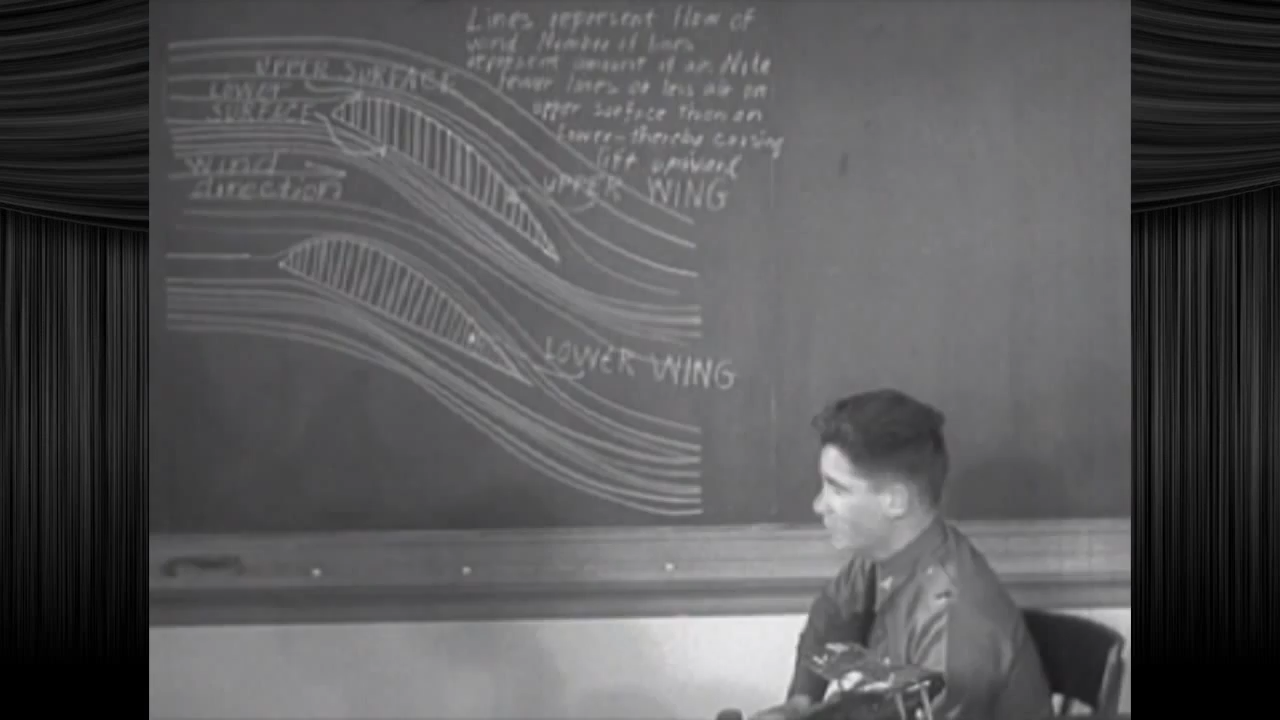 Lines represent flow of
wind. Number of lines
represent amount of air. Note
fewer lines or less air on
upper surface than on
lower - thereby causing
lift upward
UPPER SURFACE
LOWER
SURFACE
Wind
direction
UPPER WING
LOWER WING